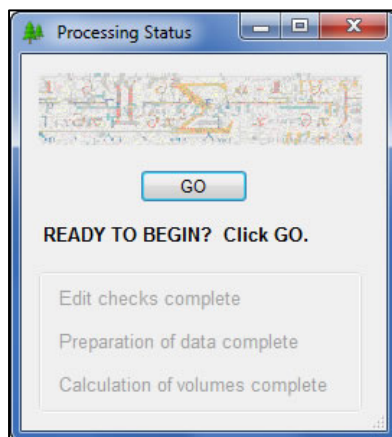 Processing Status
GO
READY TO BEGIN? Click GO.
Edit checks complete
Preparation of data complete
Calculation of volumes complete